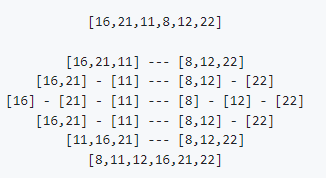 [16,21,11,8,12,22]
[16,21,11] --- [8,12,22]
[16,21] - [11] --- [8,12] - [22]
[16] - [21] - [11] --- [8] - [12] - [22]
[16,21] - [11] --- [8,12] - [22]
[11,16,21] --- [8,12,22]
[8,11,12,16,21,22]